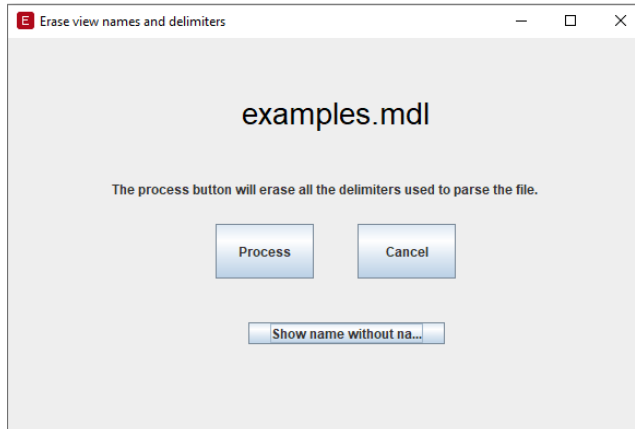 E Erase view names and delimiters
examples.mdl
The process button will erase all the delimiters used to parse the file.
Process Cancel
Show name without na...